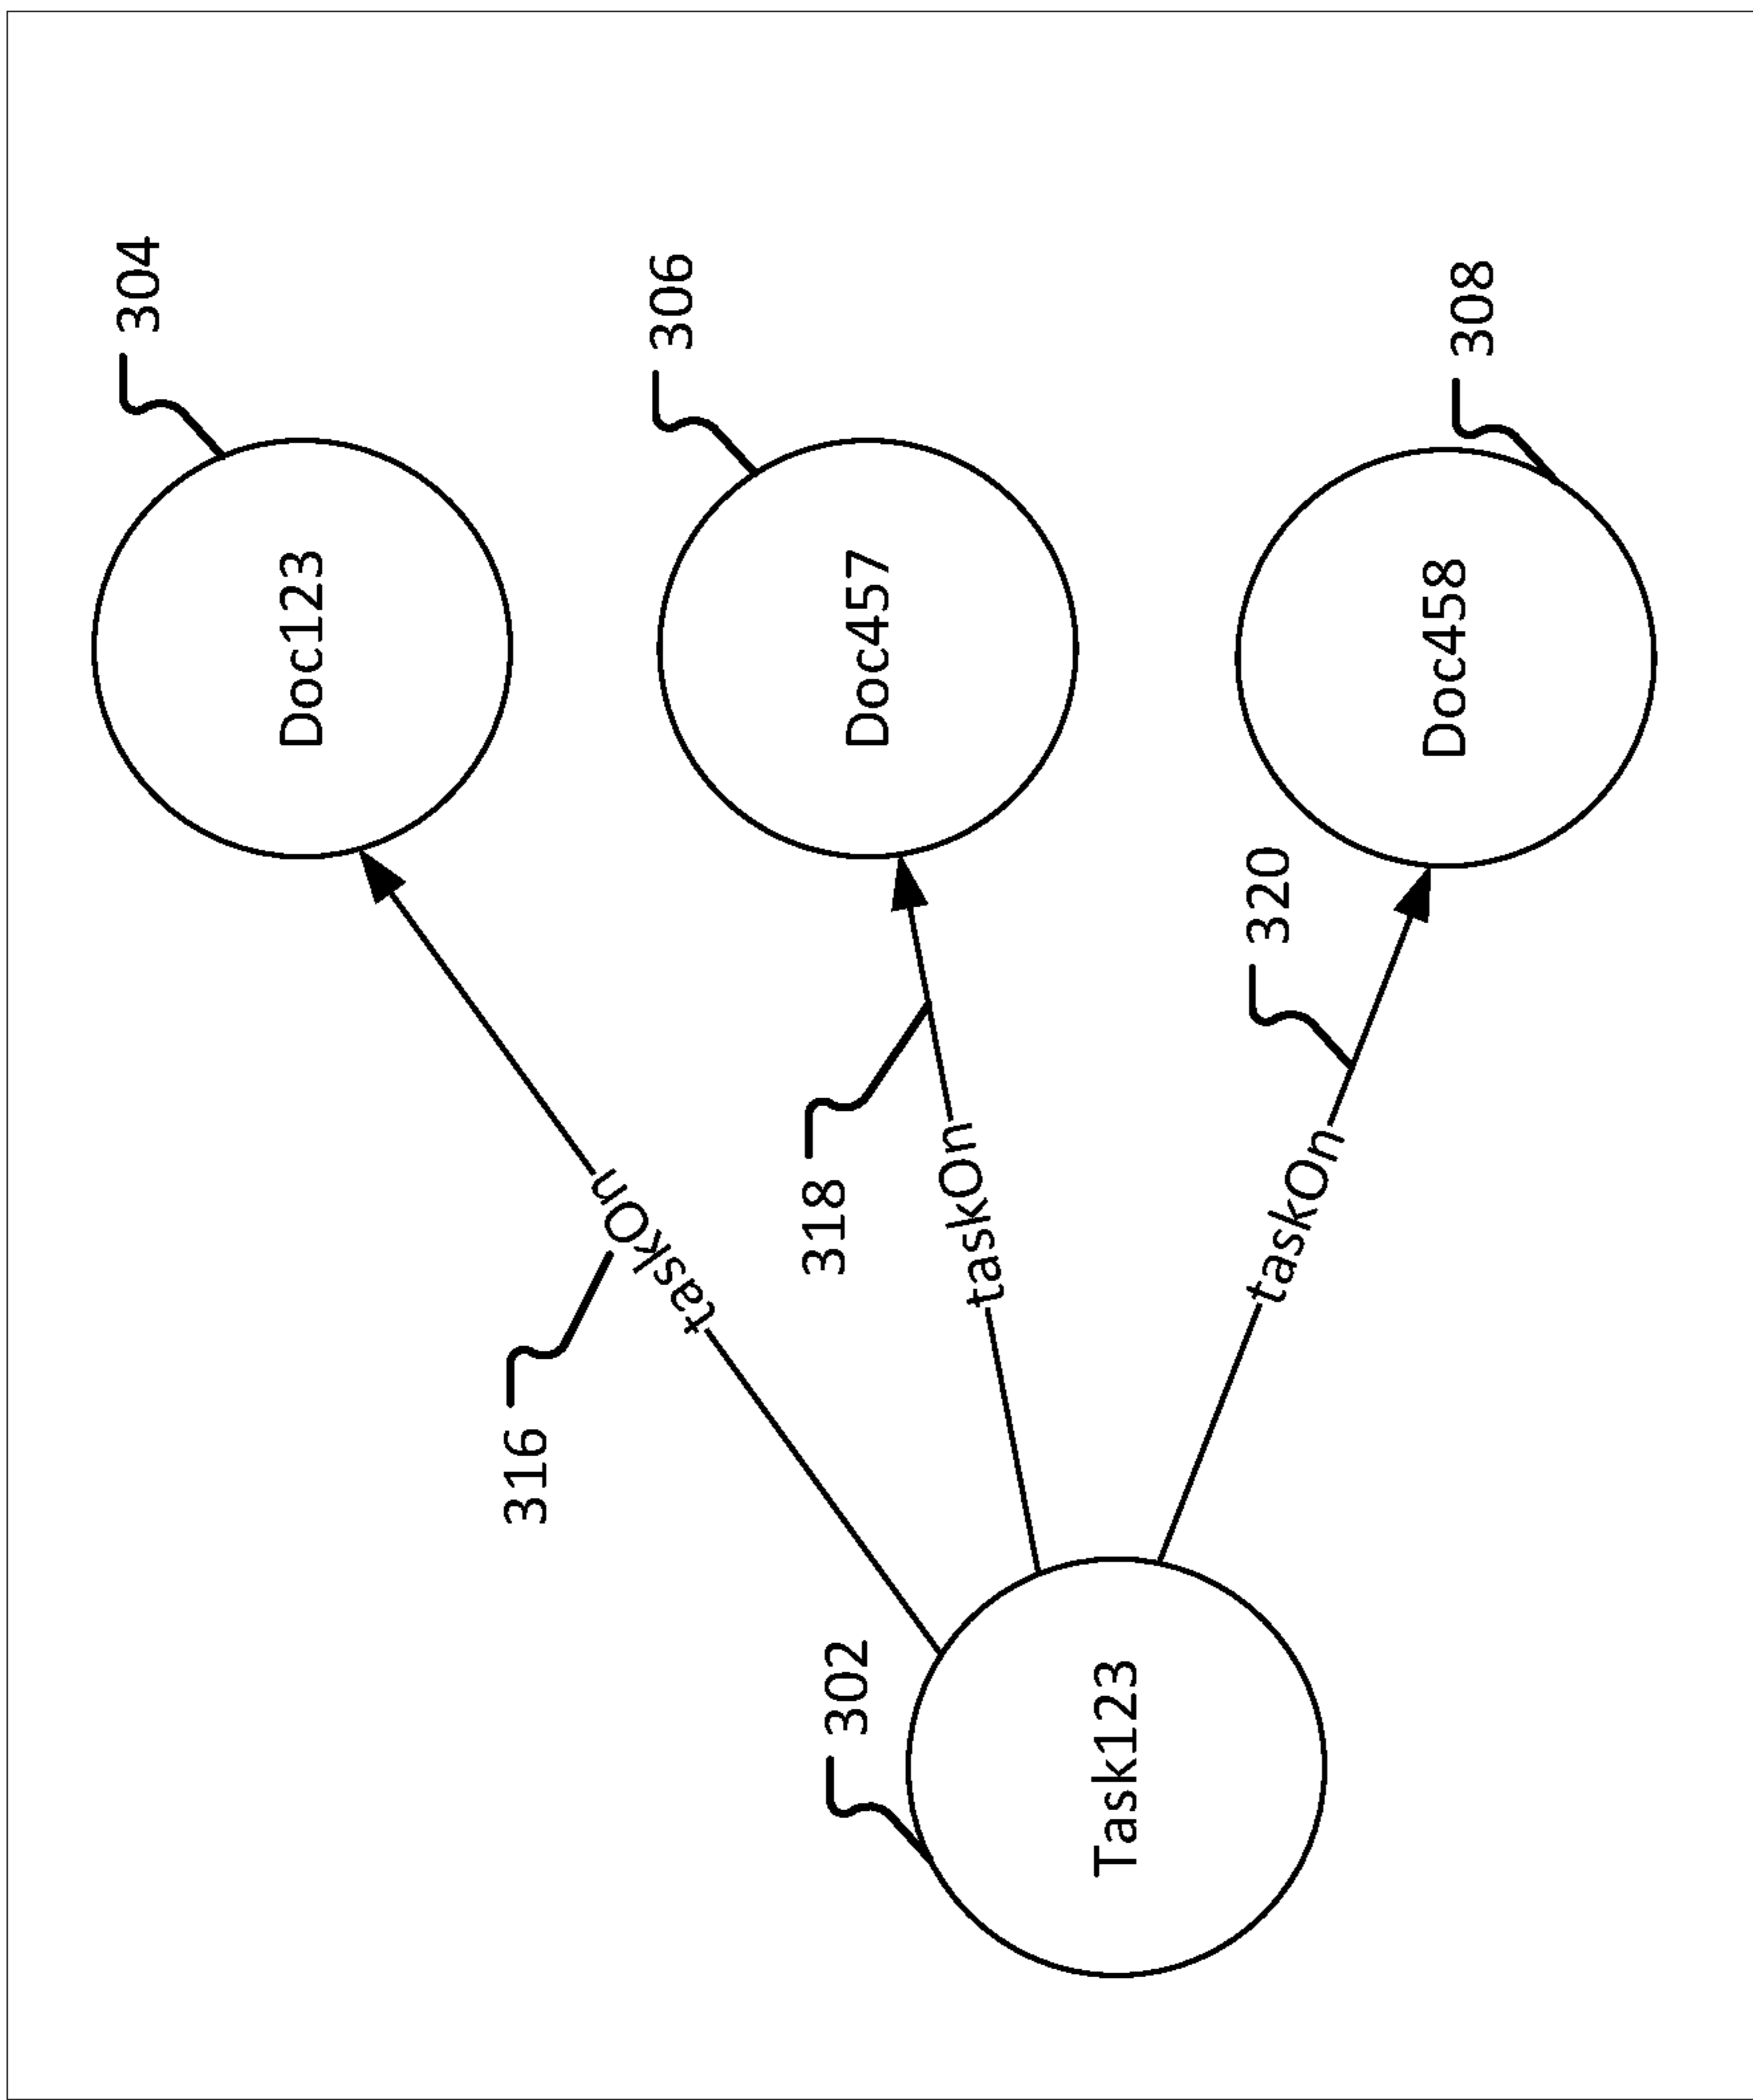 304
Doc123
316
taskOn
306
318
302
Doc457
taskOn
Task123
320
taskOn
Doc458
308